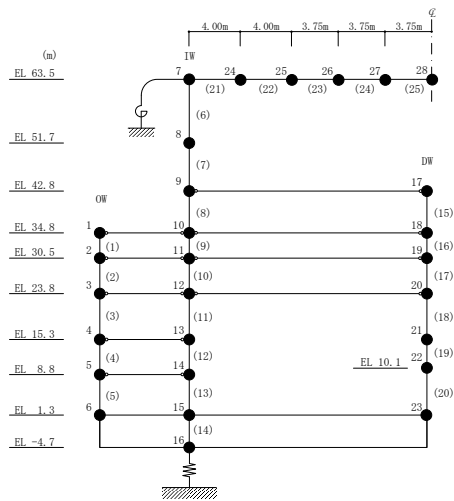 ℄
4.00m 4.00m 3.75m 3.75m 3.75m
(m) IW
EL 63.5 7 24 25 26 27 28
(21) (22) (23) (24) (25)
(6)
EL 51.7 8
(7)
DW
EL 42.8 9 17
OW (8) (15)
EL 34.8 1 10 18
(1) (9) (16)
EL 30.5 2 11 19
(2) (10) (17)
EL 23.8 3 12 20
(3) (11) (18)
EL 15.3 4 13 21
(4) (12) (19)
EL 10.1 22
EL 8.8 5 14
(5) (13) (20)
EL 1.3 6 15 23
(14)
EL -4.7 16